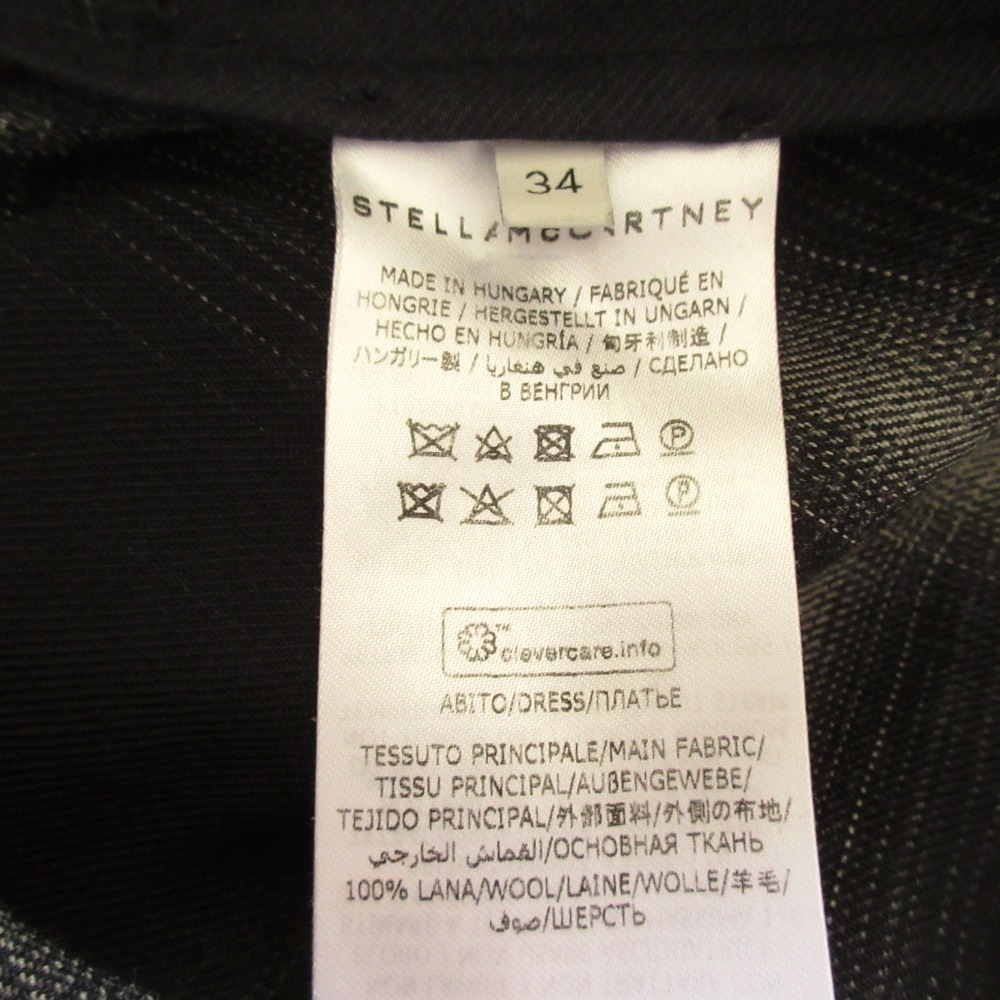 34
STELLA McCARTNEY
MADE IN HUNGARY / FABRIQUÉ EN
HONGRIE / HERGESTELLT IN UNGARN /
HECHO EN HUNGRÍA / 匈牙利制造 /
ハンガリー製 / صنع في هنغاريا / СДЕЛАНО
В ВЕНГРИИ
P
P
™
clevercare.info
ABITO/DRESS/ПЛАТЬЕ
TESSUTO PRINCIPALE/MAIN FABRIC/
TISSU PRINCIPAL/AUßENGEWEBE/
TEJIDO PRINCIPAL/外部面料/外側の布地/
القماش الخارجي/ОСНОВНАЯ ТКАНЬ
100% LANA/WOOL/LAINE/WOLLE/羊毛/
صوف/ШЕРСТЬ